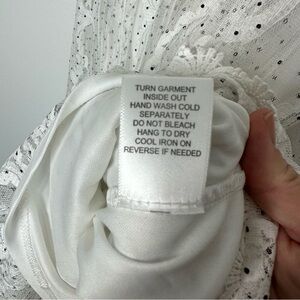 TURN GARMENT
INSIDE OUT
HAND WASH COLD
SEPARATELY
DO NOT BLEACH
HANG TO DRY
COOL IRON ON
REVERSE IF NEEDED